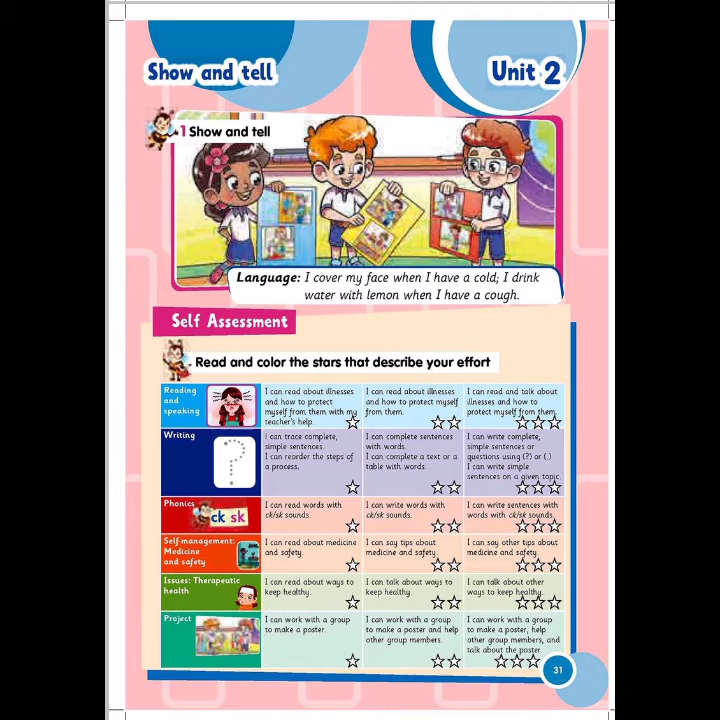 Show and tell
Unit 2
1 Show and tell
Language: I cover my face when I have a cold; I drink
water with lemon when I have a cough.
Self Assessment
Read and color the stars that describe your effort
Reading
and
speaking
I can read about illnesses
and how to protect
myself from them with my
teacher's help.
I can read about illnesses
and how to protect myself
from them.
I can read and talk about
illnesses and how to
protect myself from them.
Writing
I can trace complete,
simple sentences.
I can reorder the steps of
a process.
I can complete sentences
with words.
I can complete a text or a
table with words.
I can write complete,
simple sentences or
questions using (?) or (.).
I can write simple
sentences on a given topic.
Phonics
ck sk
I can read words with
ck/sk sounds.
I can write words with
ck/sk sounds.
I can write sentences with
words with ck/sk sounds.
Self-management:
Medicine
and safety
I can read about medicine
and safety.
I can say tips about
medicine and safety.
I can say other tips about
medicine and safety.
Issues: Therapeutic
health
I can read about ways to
keep healthy.
I can talk about ways to
keep healthy.
I can talk about other
ways to keep healthy.
Project
I can work with a group
to make a poster.
I can work with a group
to make a poster and help
other group members.
I can work with a group
to make a poster, help
other group members, and
talk about the poster.
31